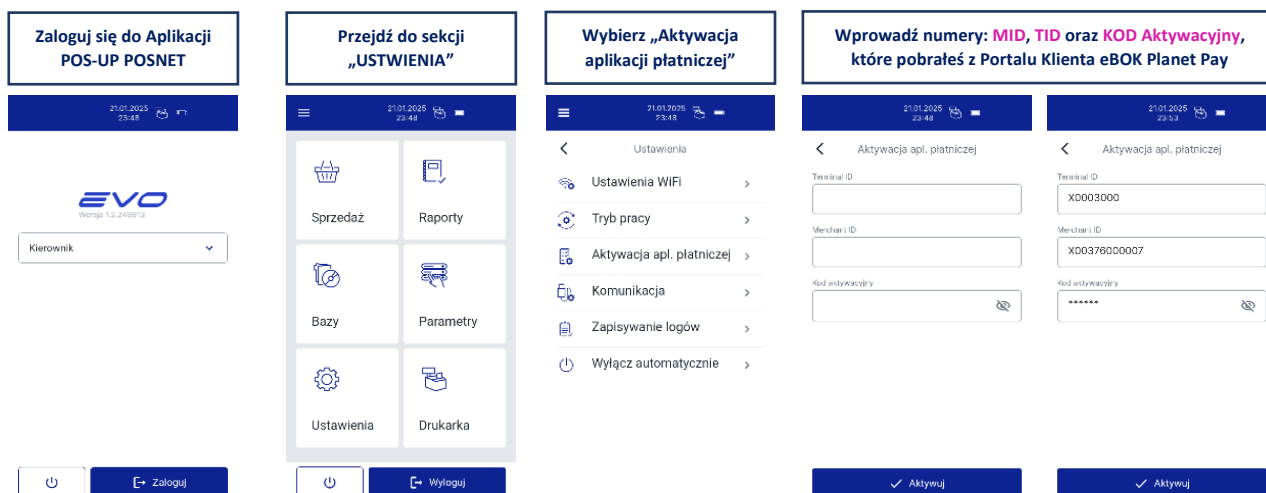 Zaloguj się do Aplikacji
POS-UP POSNET
Przejdź do sekcji
„USTWIENIA”
Wybierz „Aktywacja
aplikacji płatniczej”
Wprowadź numery: MID, TID oraz KOD Aktywacyjny,
które pobrałeś z Portalu Klienta eBOK Planet Pay
21.01.2025
23:48
EVO
Wersja 1.2.240913
Kierownik
Zaloguj
21.01.2025
23:48
Sprzedaż
Raporty
Bazy
Parametry
Ustawienia
Drukarka
Wyloguj
21.01.2025
23:48
Ustawienia
Ustawienia WiFi
Tryb pracy
Aktywacja apl. płatniczej
Komunikacja
Zapisywanie logów
Wyłącz automatycznie
21.01.2025
23:48
Aktywacja apl. płatniczej
Terminal ID
Merchant ID
Kod aktywacyjny
Aktywuj
21.01.2025
23:53
Aktywacja apl. płatniczej
Terminal ID
X0003000
Merchant ID
X00376000007
Kod aktywacyjny
******
Aktywuj